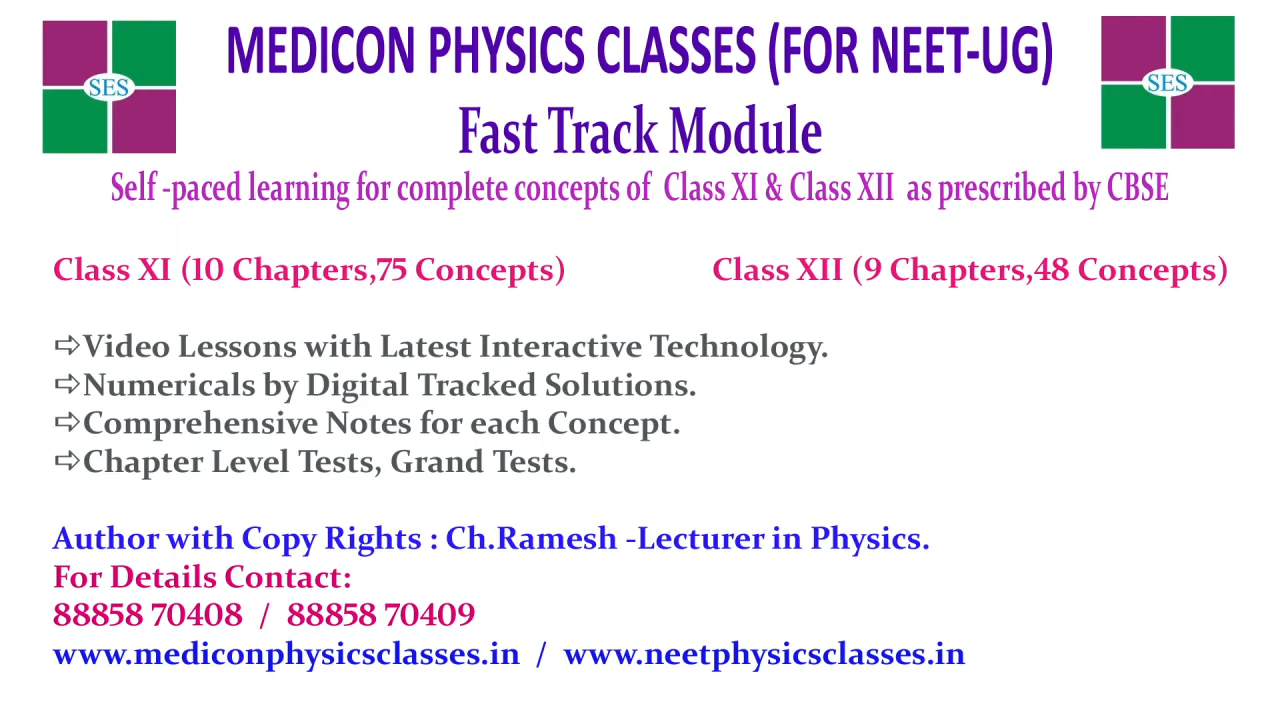 MEDICON PHYSICS CLASSES (FOR NEET-UG)
SES
SES
Fast Track Module
Self -paced learning for complete concepts of Class XI & Class XII as prescribed by CBSE
Class XI (10 Chapters,75 Concepts) Class XII (9 Chapters,48 Concepts)
⇨Video Lessons with Latest Interactive Technology.
⇨Numericals by Digital Tracked Solutions.
⇨Comprehensive Notes for each Concept.
⇨Chapter Level Tests, Grand Tests.
Author with Copy Rights : Ch.Ramesh -Lecturer in Physics.
For Details Contact:
88858 70408 / 88858 70409
www.mediconphysicsclasses.in / www.neetphysicsclasses.in